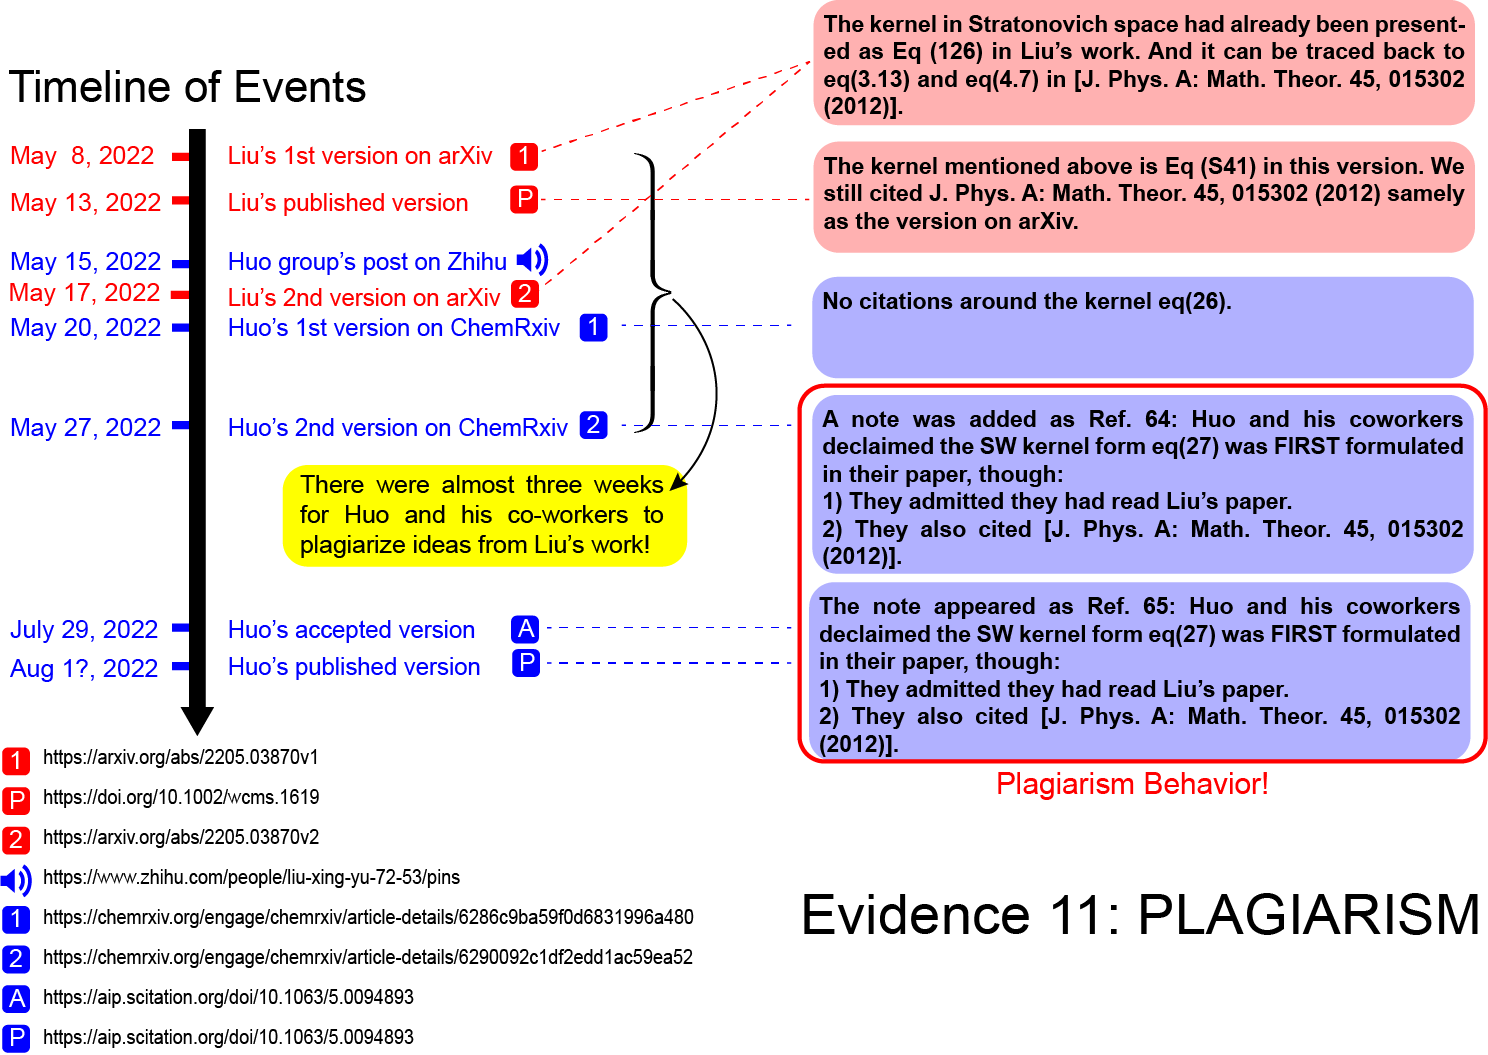 Timeline of Events
May 8, 2022 Liu's 1st version on arXiv 1
May 13, 2022 Liu's published version P
May 15, 2022 Huo group's post on Zhihu
May 17, 2022 Liu's 2nd version on arXiv 2
May 20, 2022 Huo's 1st version on ChemRxiv 1
May 27, 2022 Huo's 2nd version on ChemRxiv 2
There were almost three weeks
for Huo and his co-workers to
plagiarize ideas from Liu's work!
July 29, 2022 Huo's accepted version A
Aug 1?, 2022 Huo's published version P
The kernel in Stratonovich space had already been present-
ed as Eq (126) in Liu's work. And it can be traced back to
eq(3.13) and eq(4.7) in [J. Phys. A: Math. Theor. 45, 015302
(2012)].
The kernel mentioned above is Eq (S41) in this version. We
still cited J. Phys. A: Math. Theor. 45, 015302 (2012) samely
as the version on arXiv.
No citations around the kernel eq(26).
A note was added as Ref. 64: Huo and his coworkers
declaimed the SW kernel form eq(27) was FIRST formulated
in their paper, though:
1) They admitted they had read Liu's paper.
2) They also cited [J. Phys. A: Math. Theor. 45, 015302
(2012)].
The note appeared as Ref. 65: Huo and his coworkers
declaimed the SW kernel form eq(27) was FIRST formulated
in their paper, though:
1) They admitted they had read Liu's paper.
2) They also cited [J. Phys. A: Math. Theor. 45, 015302
(2012)].
Plagiarism Behavior!
1 https://arxiv.org/abs/2205.03870v1
P https://doi.org/10.1002/wcms.1619
2 https://arxiv.org/abs/2205.03870v2
https://www.zhihu.com/people/liu-xing-yu-72-53/pins
1 https://chemrxiv.org/engage/chemrxiv/article-details/6286c9ba59f0d6831996a480
2 https://chemrxiv.org/engage/chemrxiv/article-details/6290092c1df2edd1ac59ea52
A https://aip.scitation.org/doi/10.1063/5.0094893
P https://aip.scitation.org/doi/10.1063/5.0094893
Evidence 11: PLAGIARISM